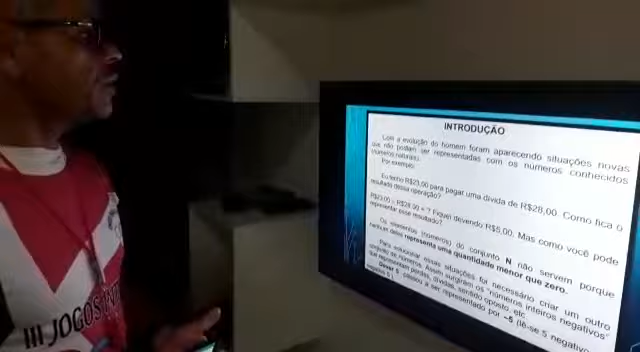 INTRODUÇÃO
Com a evolução do homem foram aparecendo situações novas
que não podiam ser representadas com os números conhecidos
(números naturais).
Por exemplo:
Eu tenho R$23,00 para pagar uma dívida de R$28,00. Como fica o
resultado dessa operação?
R$23,00 - R$28,00 = ? Fiquei devendo R$5,00. Mas como você pode
representar esse resultado?
Os elementos (números) do conjunto N não servem porque
nenhum deles representa uma quantidade menor que zero.
Para solucionar essas situações foi necessário criar um outro
conjunto de números. Assim surgiram os "números inteiros negativos"
que representam perdas, dívidas, sentido oposto, etc.
Dever 5, passou a ser representado por -5 (lê-se 5 negativo
negativo 5
III JOGOS